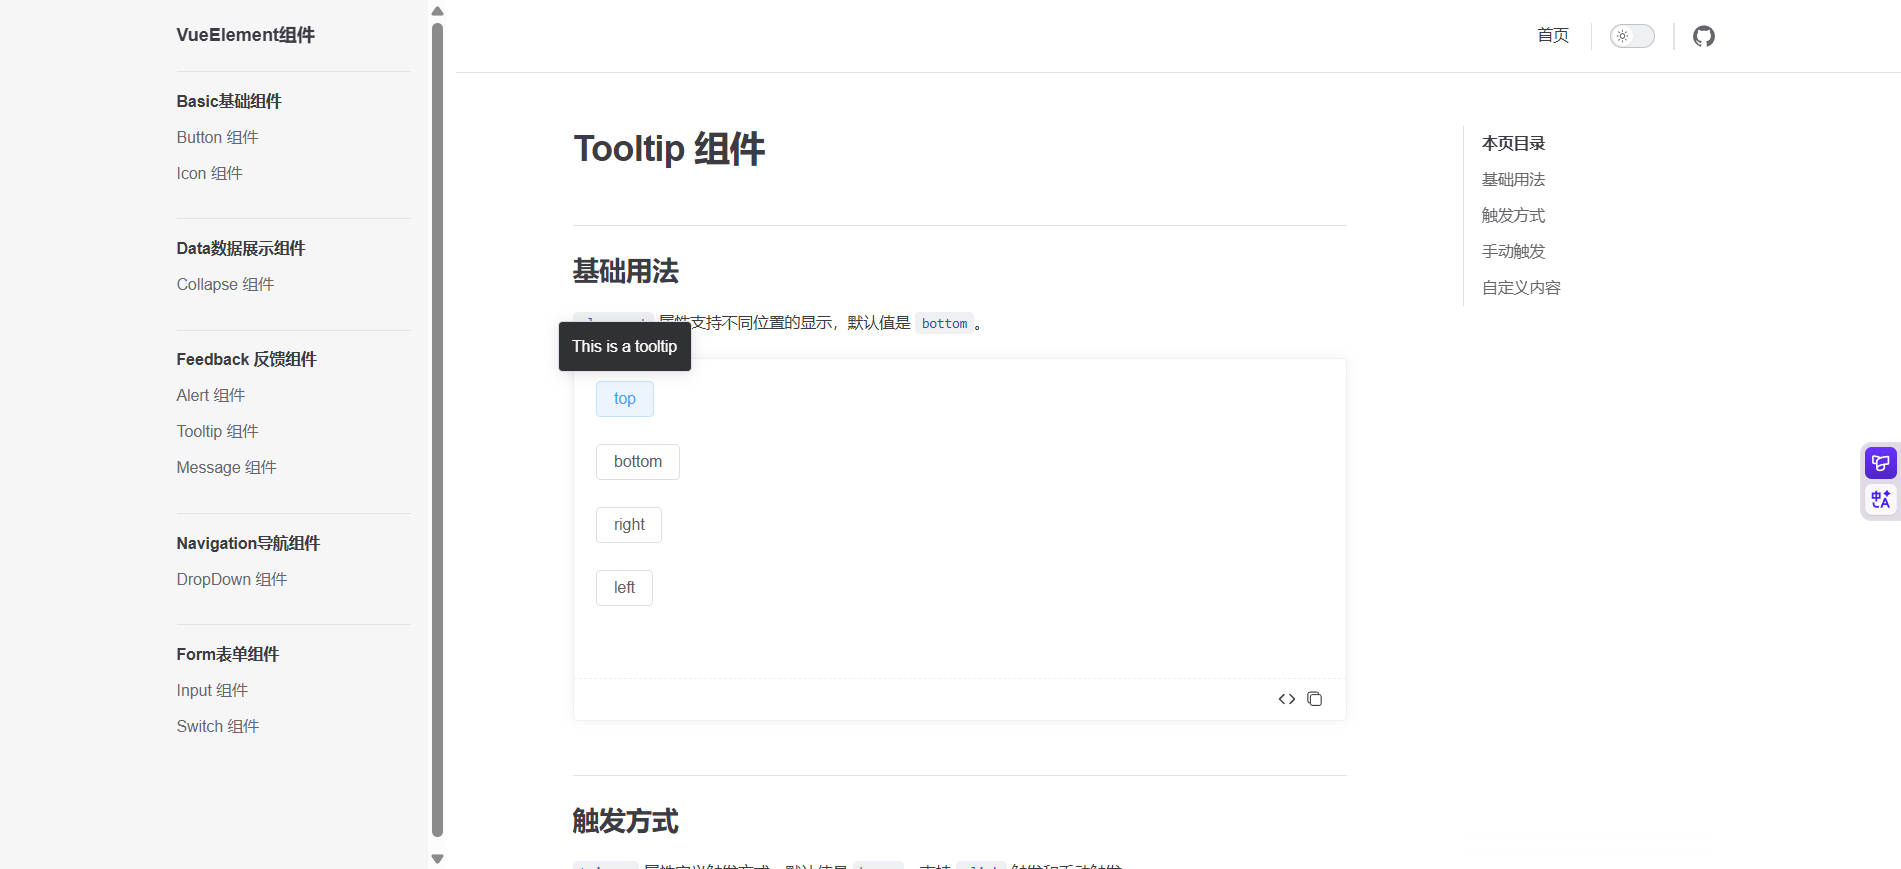 VueElement组件
Basic基础组件
Button 组件
Icon 组件
Data数据展示组件
Collapse 组件
Feedback 反馈组件
Alert 组件
Tooltip 组件
Message 组件
Navigation导航组件
DropDown 组件
Form表单组件
Input 组件
Switch 组件
首页
Tooltip 组件
基础用法
属性支持不同位置的显示，默认值是 bottom 。
This is a tooltip
top
bottom
right
left
触发方式
本页目录
基础用法
触发方式
手动触发
自定义内容